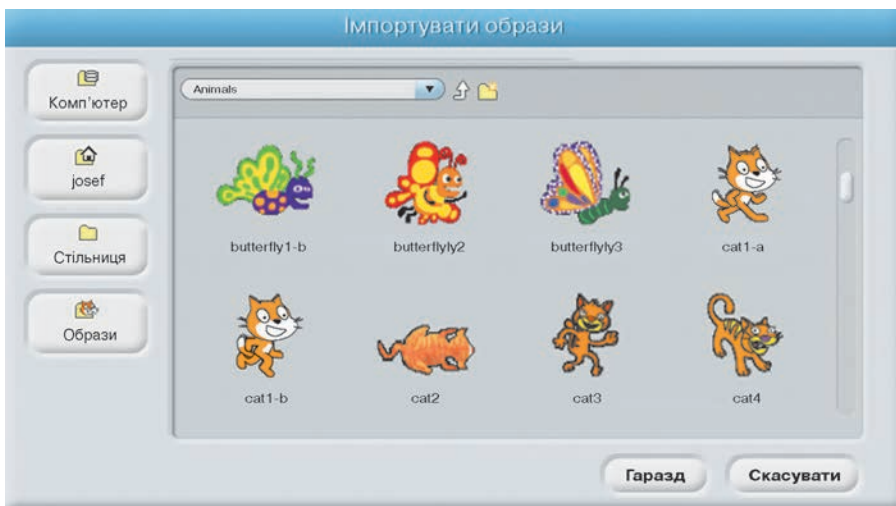 Імпортувати образи
Комп'ютер
josef
Стільниця
Образи
Animals
butterfly1-b
butterflyly2
butterflyly3
cat1-a
cat1-b
cat2
cat3
cat4
Гаразд
Скасувати